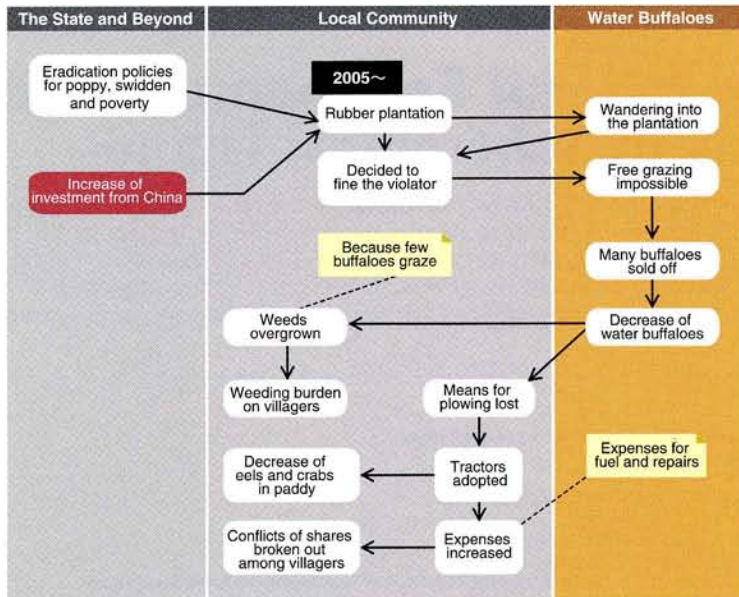 The State and Beyond
Local Community
Water Buffaloes
Eradication policies
for poppy, swidden
and poverty
2005～
Rubber plantation
Wandering into
the plantation
Increase of
investment from China
Decided to
fine the violator
Free grazing
impossible
Because few
buffaloes graze
Many buffaloes
sold off
Weeds
overgrown
Decrease of
water buffaloes
Weeding burden
on villagers
Means for
plowing lost
Decrease of
eels and crabs
in paddy
Tractors
adopted
Expenses for
fuel and repairs
Conflicts of shares
broken out
among villagers
Expenses
increased